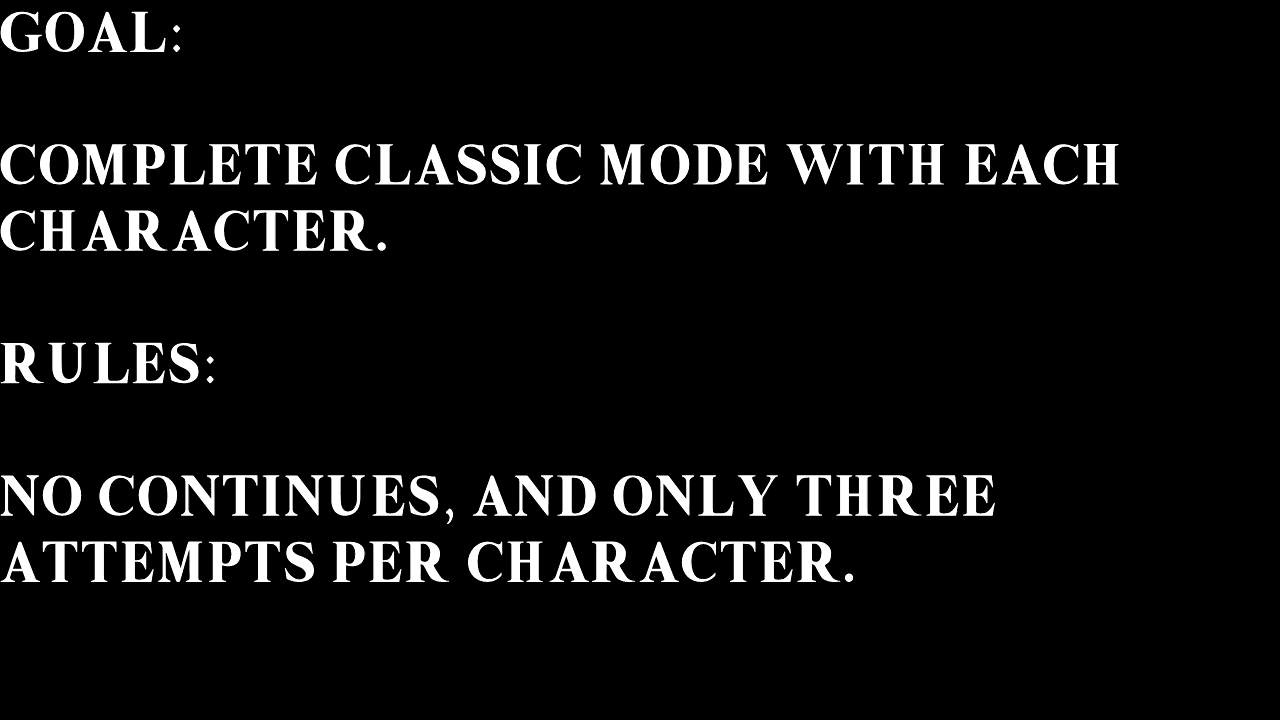 GOAL:
COMPLETE CLASSIC MODE WITH EACH
CHARACTER.
RULES:
NO CONTINUES, AND ONLY THREE
ATTEMPTS PER CHARACTER.